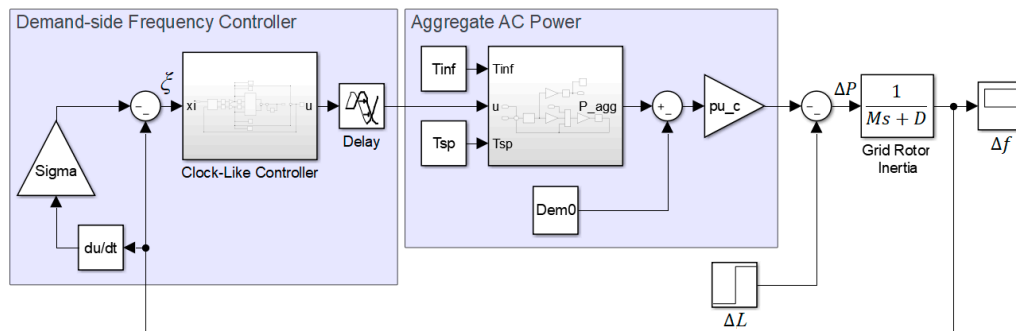 Demand-side Frequency Controller
Aggregate AC Power
ξ
xi
u
Clock-Like Controller
Delay
Sigma
du/dt
Tinf
Tsp
Tinf
u
Tsp
P_agg
Dem0
pu_c
ΔL
ΔP
1
Ms + D
Grid Rotor
Inertia
Δf